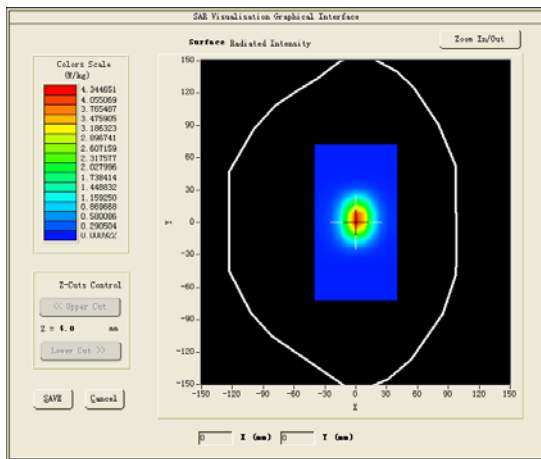 SAR Visualisation Graphical Interface
Surface Radiated Intensity
Zoom In/Out
Colors Scale
(W/kg)
4.344651
4.055069
3.765487
3.475905
3.186323
2.896741
2.607159
2.317577
2.027996
1.738414
1.448832
1.159250
0.869668
0.580086
0.290504
0.000922
150
120
90
60
30
0
-30
-60
-90
-120
-150
Y
-150 -120 -90 -60 -30 0 30 60 90 120 150
X
Z-Cuts Control
<< Upper Cut
Z = 4.0 mm
Lower Cut >>
SAVE Cancel
0 X (mm) 0 Y (mm)